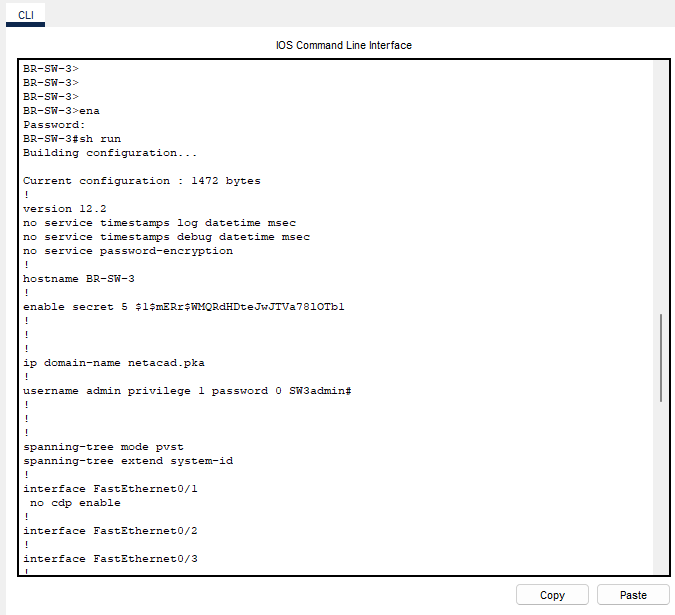 CLI
IOS Command Line Interface
BR-SW-3>
BR-SW-3>
BR-SW-3>
BR-SW-3>ena
Password:
BR-SW-3#sh run
Building configuration...
Current configuration : 1472 bytes
!
version 12.2
no service timestamps log datetime msec
no service timestamps debug datetime msec
no service password-encryption
!
hostname BR-SW-3
!
enable secret 5 $1$mERr$WMQRdHDteJwJTVa78lOTb1
!
!
!
ip domain-name netacad.pka
!
username admin privilege 1 password 0 SW3admin#
!
!
!
spanning-tree mode pvst
spanning-tree extend system-id
!
interface FastEthernet0/1
no cdp enable
!
interface FastEthernet0/2
!
interface FastEthernet0/3
!
Copy
Paste